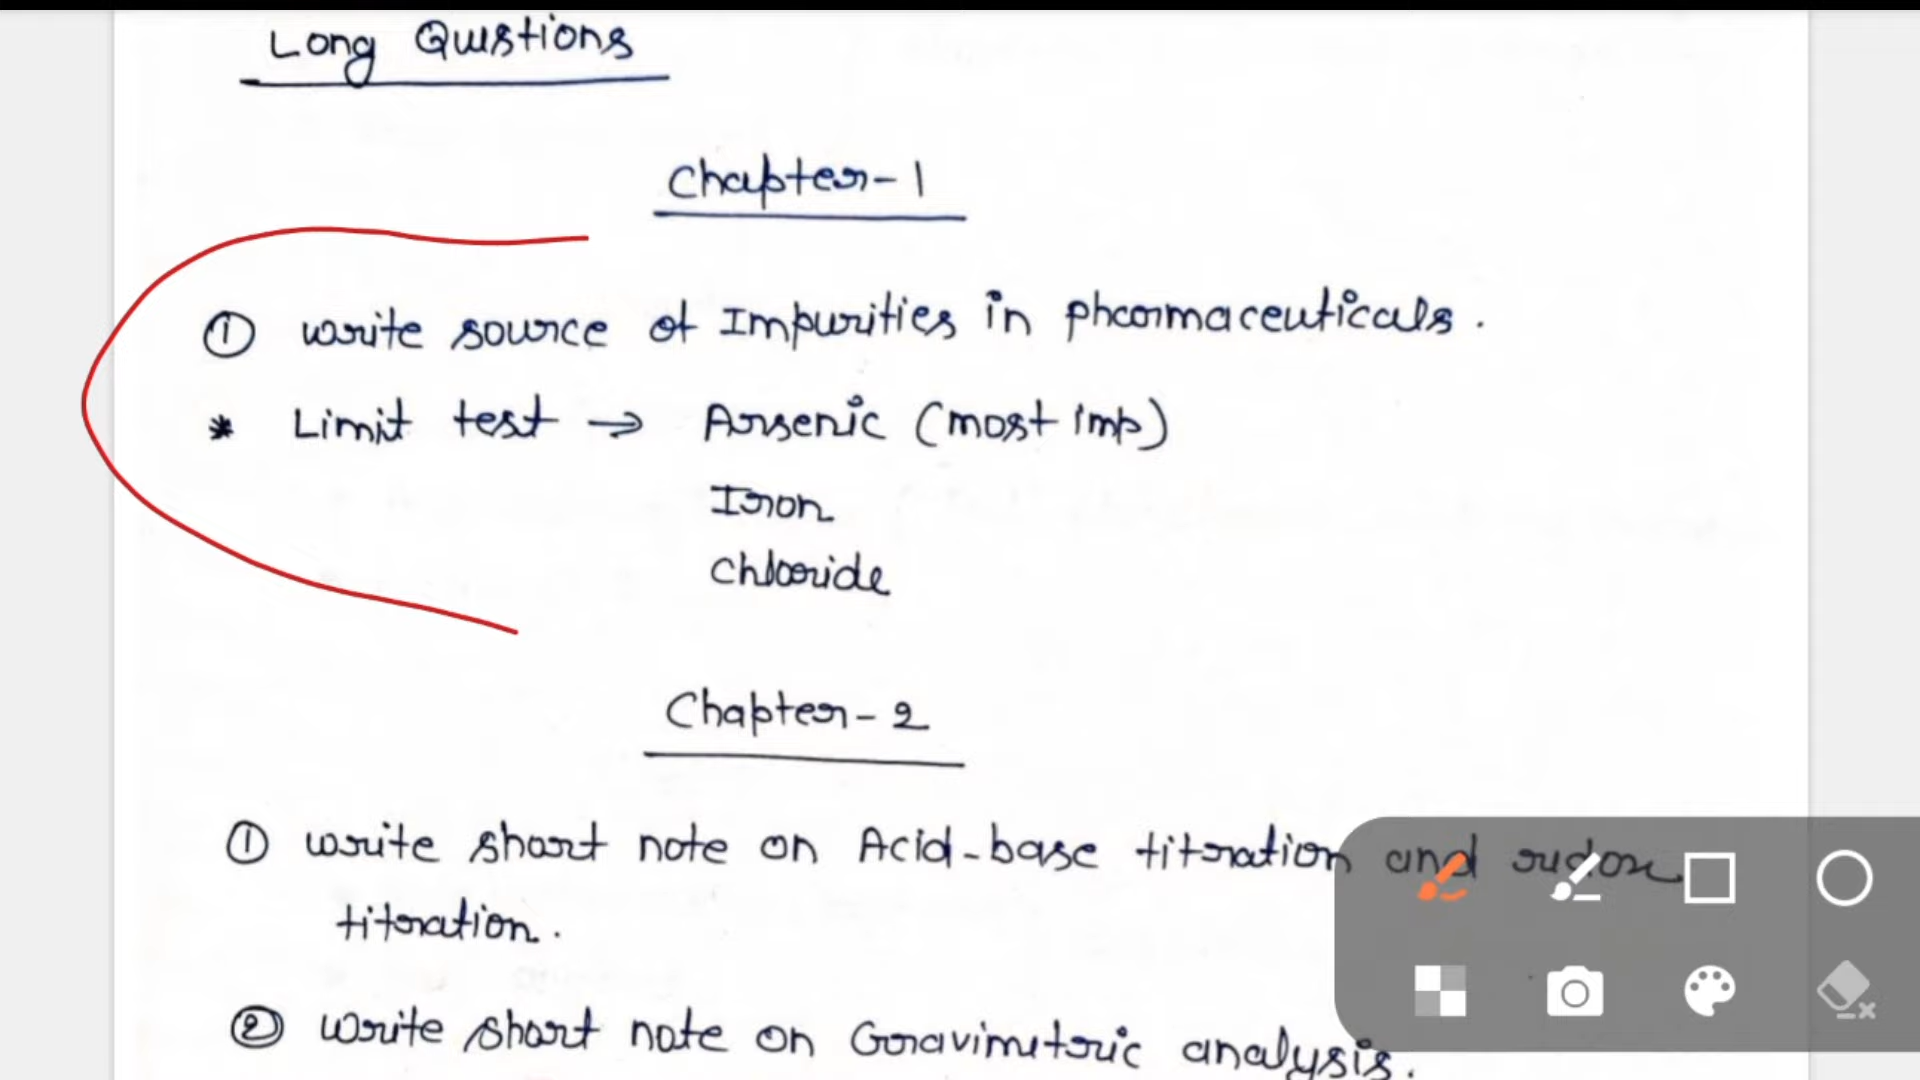 Long Quistions
Chapter-1
① write source of Impurities in pharmaceuticals.
* Limit test → Arsenic (most imp)
Iron
Chloride
Chapter-2
① write short note on Acid-base titration and redox
titration.
② write short note on Gravimetric analysis.